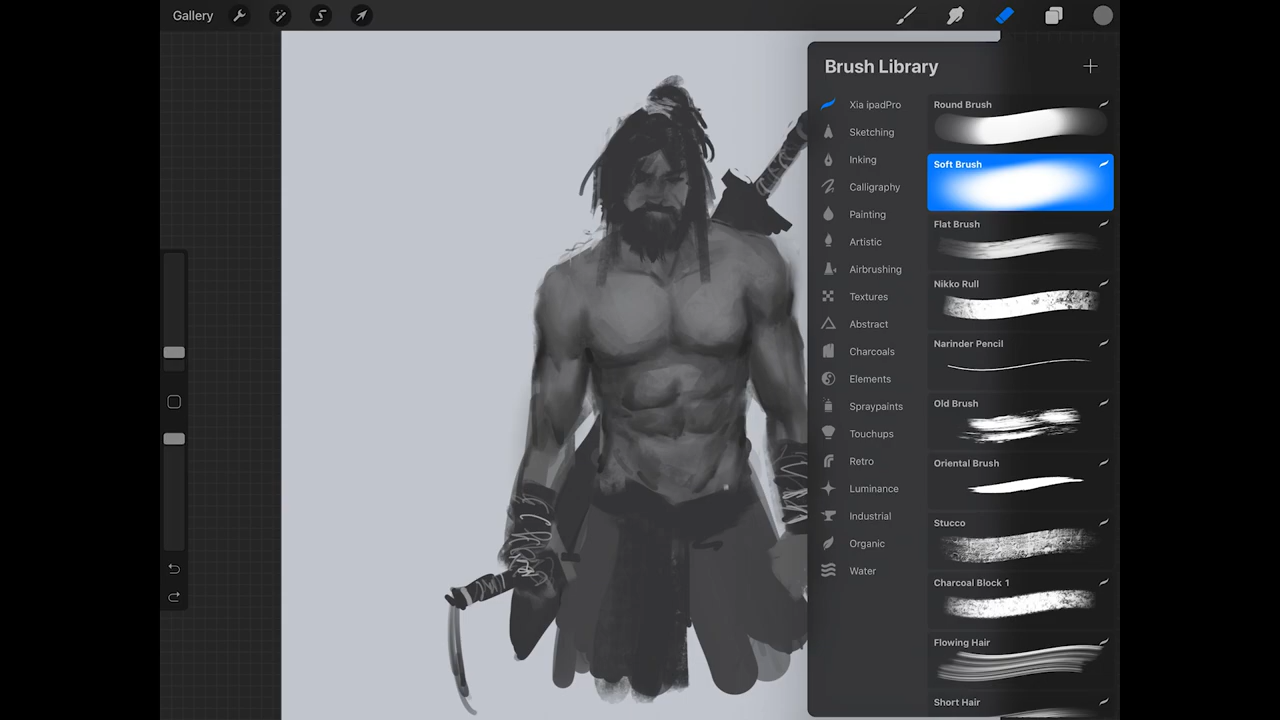 Gallery
Brush Library
Xia ipadPro
Sketching
Inking
Calligraphy
Painting
Artistic
Airbrushing
Textures
Abstract
Charcoals
Elements
Spraypaints
Touchups
Retro
Luminance
Industrial
Organic
Water
Round Brush
Soft Brush
Flat Brush
Nikko Rull
Narinder Pencil
Old Brush
Oriental Brush
Stucco
Charcoal Block 1
Flowing Hair
Short Hair